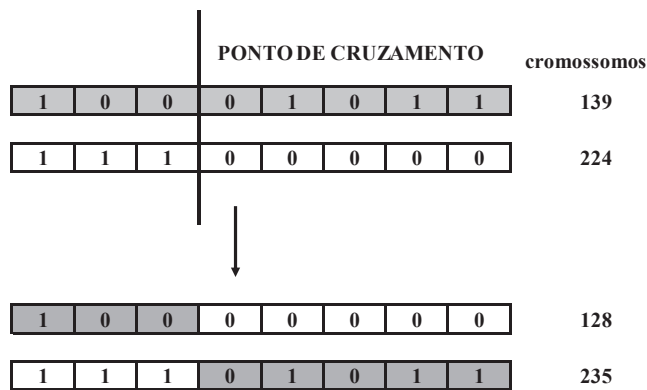 PONTO DE CRUZAMENTO
cromossomos
1 0 0 0 1 0 1 1 139
1 1 1 0 0 0 0 0 224
1 0 0 0 0 0 0 0 128
1 1 1 0 1 0 1 1 235